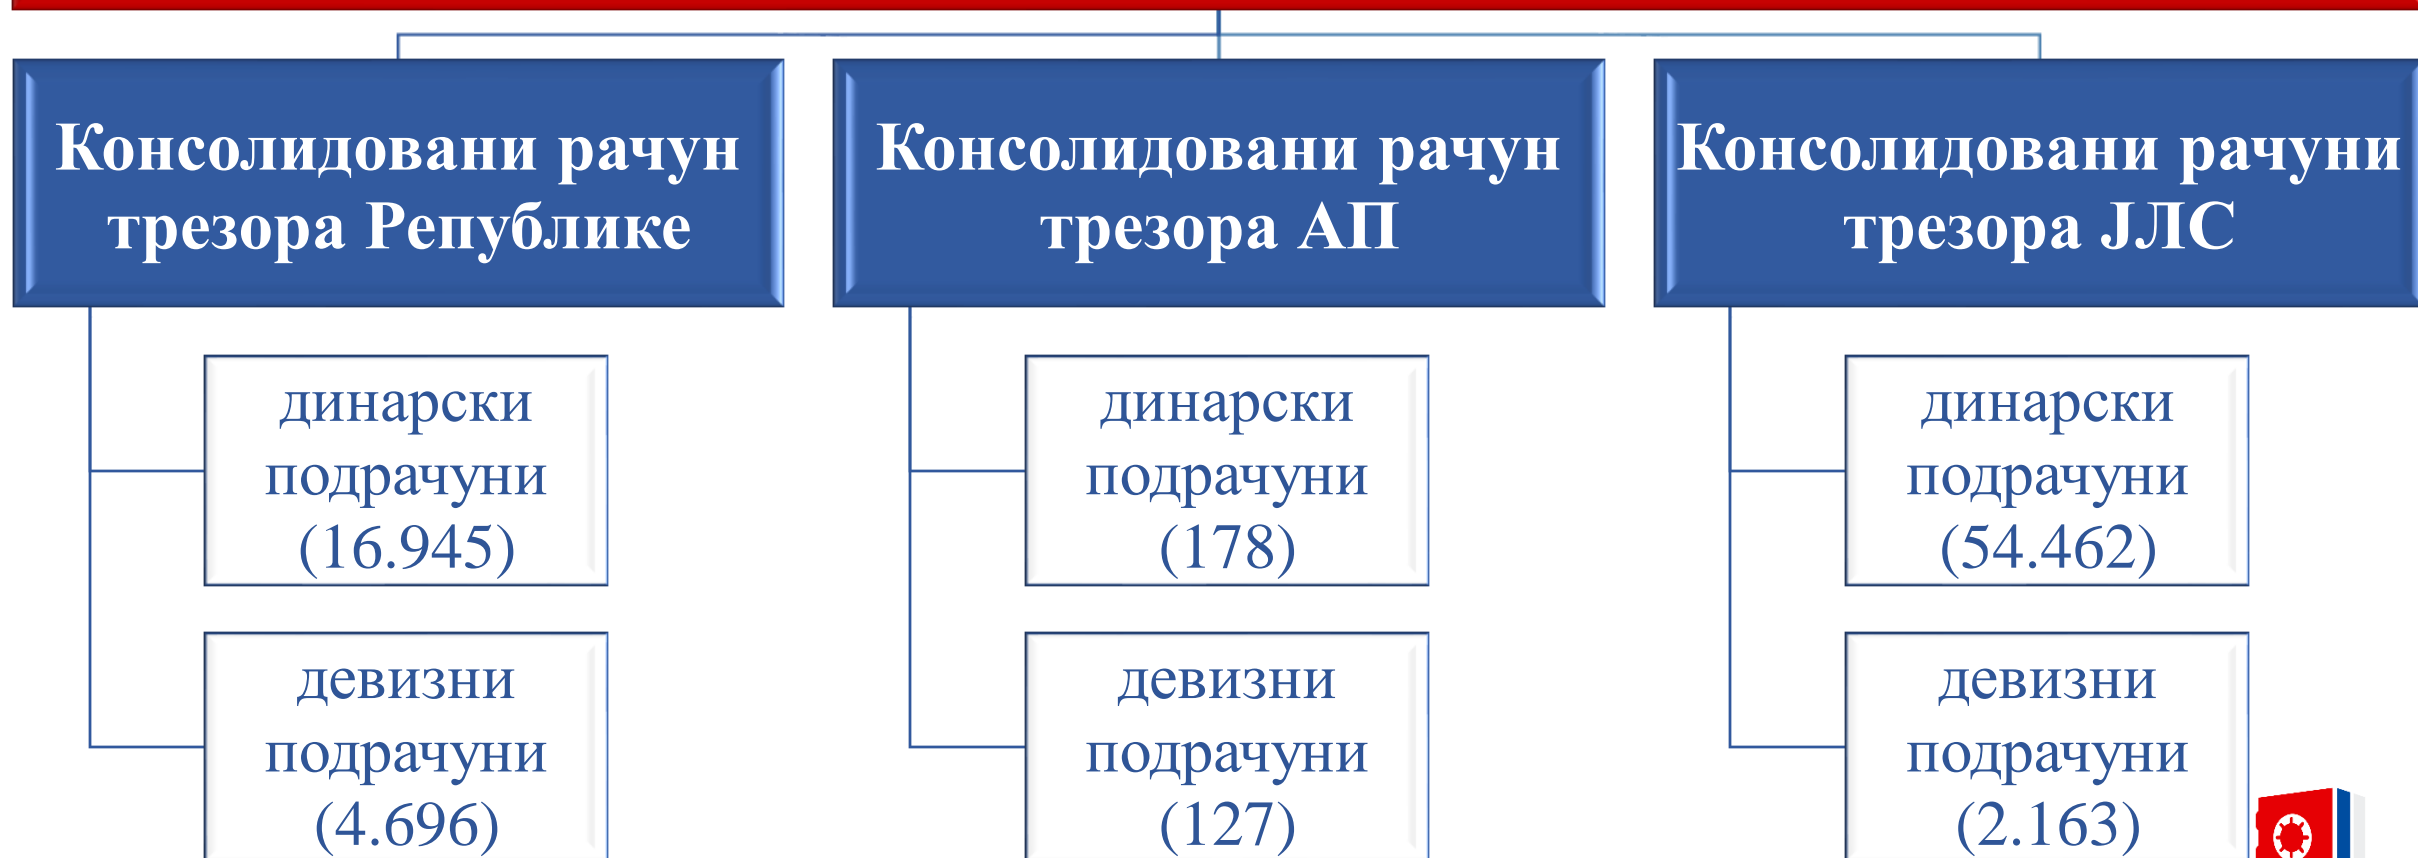 Консолидовани рачун
трезора Републике
Консолидовани рачун
трезора АП
Консолидовани рачуни
трезора ЈЛС
динарски
подрачуни
(16.945)
динарски
подрачуни
(178)
динарски
подрачуни
(54.462)
девизни
подрачуни
(4.696)
девизни
подрачуни
(127)
девизни
подрачуни
(2.163)